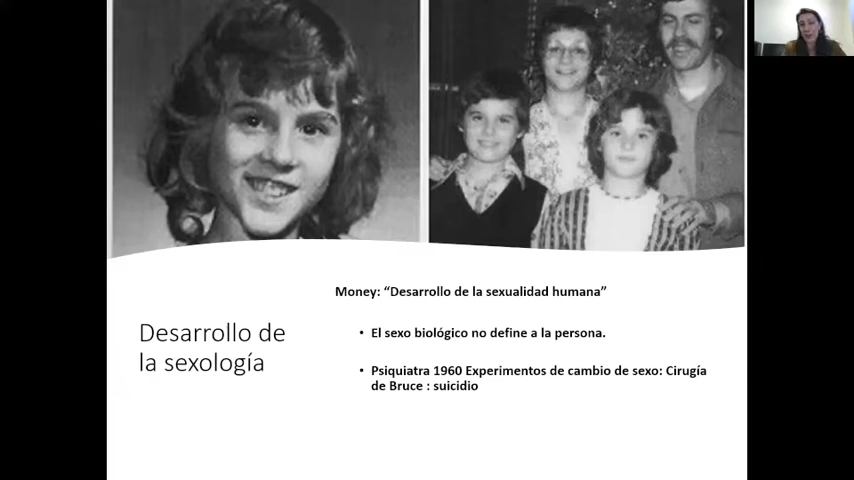 Money: “Desarrollo de la sexualidad humana”
Desarrollo de
la sexología
• El sexo biológico no define a la persona.
• Psiquiatra 1960 Experimentos de cambio de sexo: Cirugía
de Bruce : suicidio